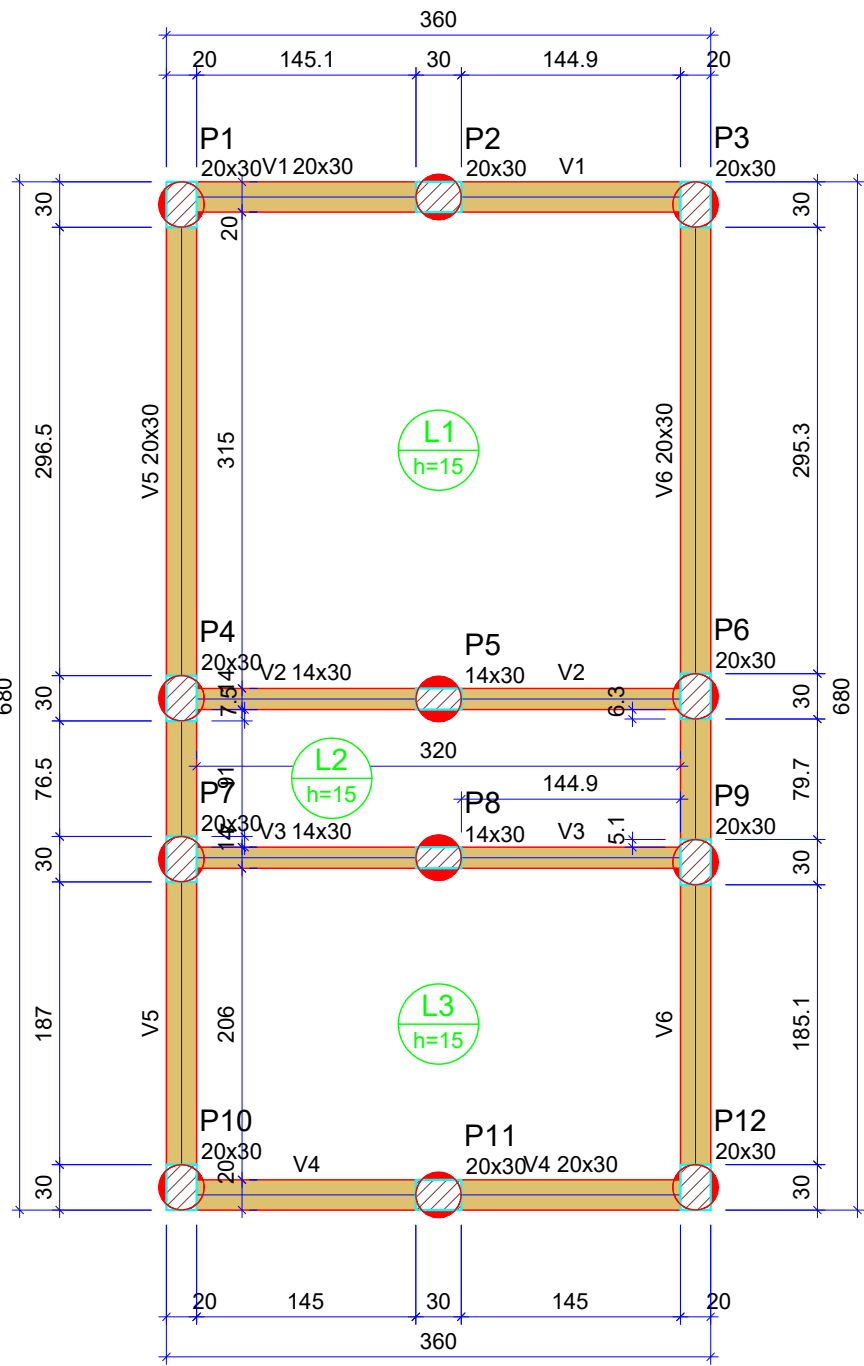 360
20 145.1 30 144.9 20
P1 P2 P3
20x30 V1 20x30 20x30 V1 20x30
30 20 30
296.5 V5 20x30 315 V6 20x30 295.3
L1
h=15
P4 P5 P6
20x30 V2 14x30 14x30 V2 20x30
680 30 14 7.5 6.3 30 680
L2
h=15
320
76.5 91 144.9 79.7
P7 P8 P9
20x30 V3 14x30 14x30 V3 20x30
30 14 5.1 30
187 V5 206 V6 185.1
L3
h=15
P10 P11 P12
20x30 V4 20x30 V4 20x30 20x30
30 20 30
20 145 30 145 20
360